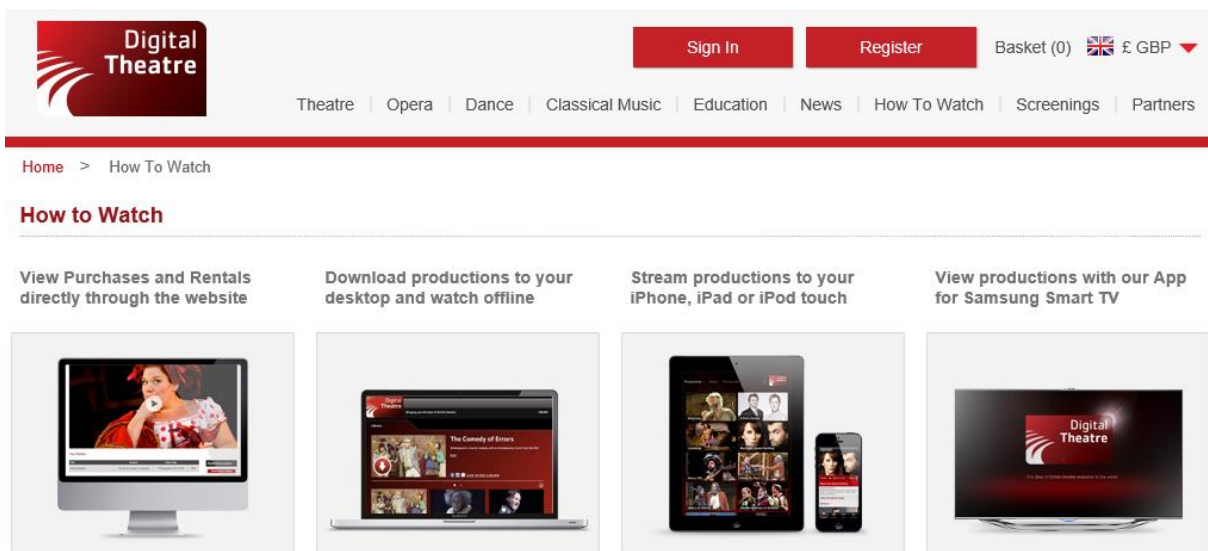 Digital
Theatre
Sign In
Register
Basket (0)
£ GBP
Theatre
Opera
Dance
Classical Music
Education
News
How To Watch
Screenings
Partners
Home > How To Watch
How to Watch
View Purchases and Rentals
directly through the website
Download productions to your
desktop and watch offline
Stream productions to your
iPhone, iPad or iPod touch
View productions with our App
for Samsung Smart TV
Digital
Theatre
The Comedy of Errors
Digital
Theatre